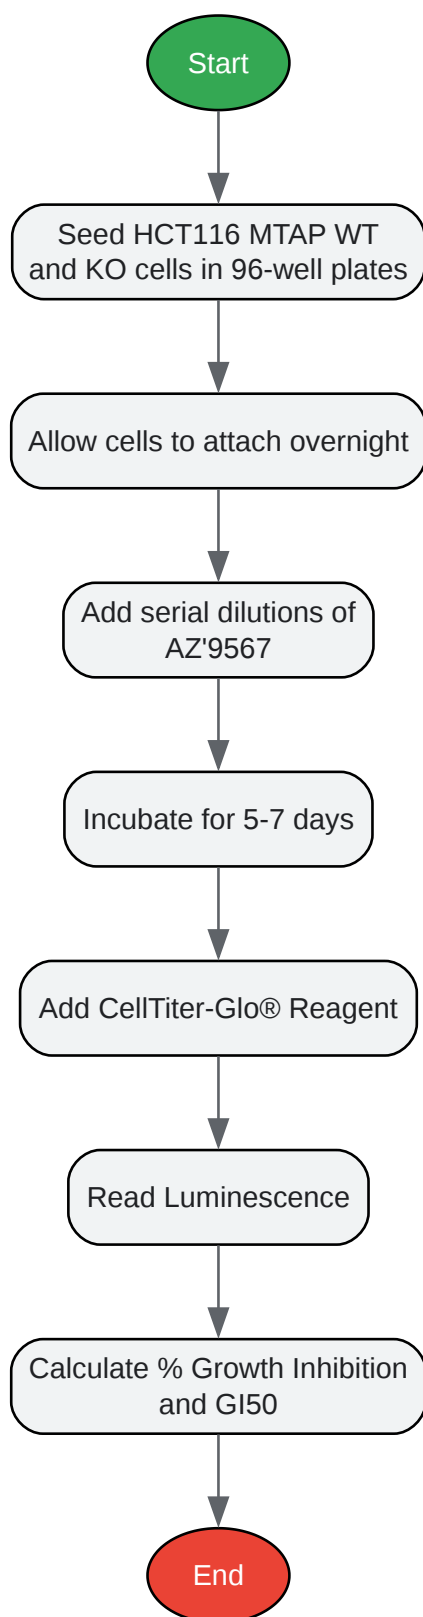 Start
Seed HCT116 MTAP WT
and KO cells in 96-well plates
Allow cells to attach overnight
Add serial dilutions of
AZ'9567
Incubate for 5-7 days
Add CellTiter-Glo® Reagent
Read Luminescence
Calculate % Growth Inhibition
and GI50
End